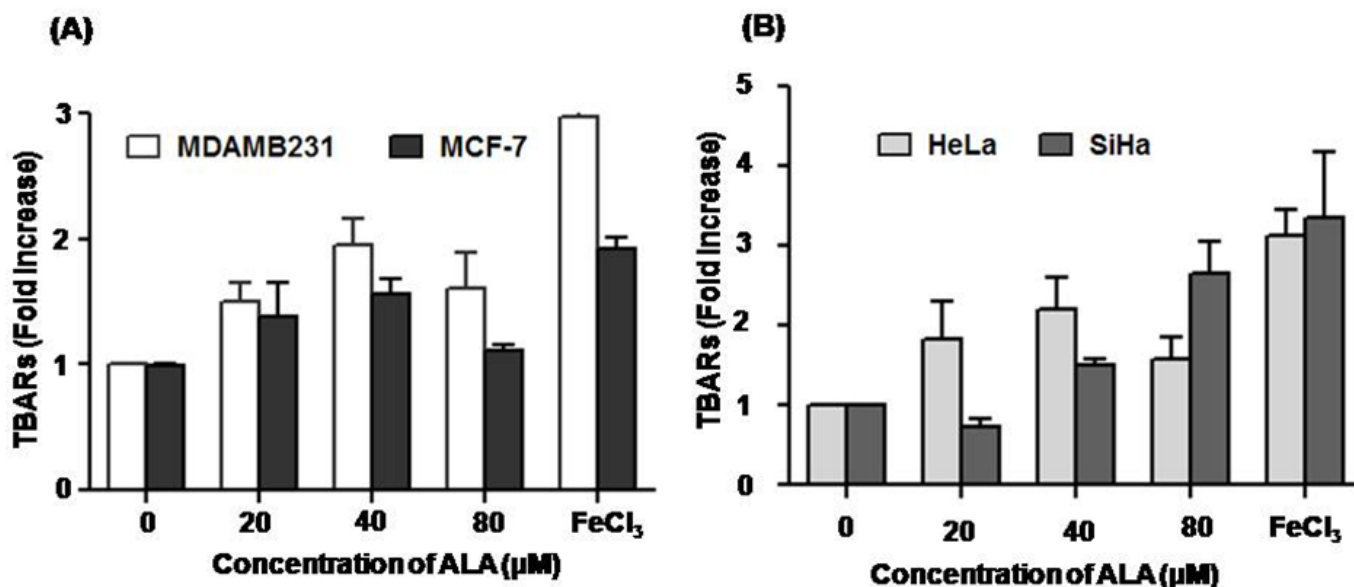 (A)
TBARs (Fold Increase)
3
2
1
0
MDAMB231 MCF-7
0 20 40 80 FeCl₃
Concentration of ALA (µM)
(B)
TBARs (Fold Increase)
5
4
3
2
1
0
HeLa SiHa
0 20 40 80 FeCl₃
Concentration of ALA (µM)